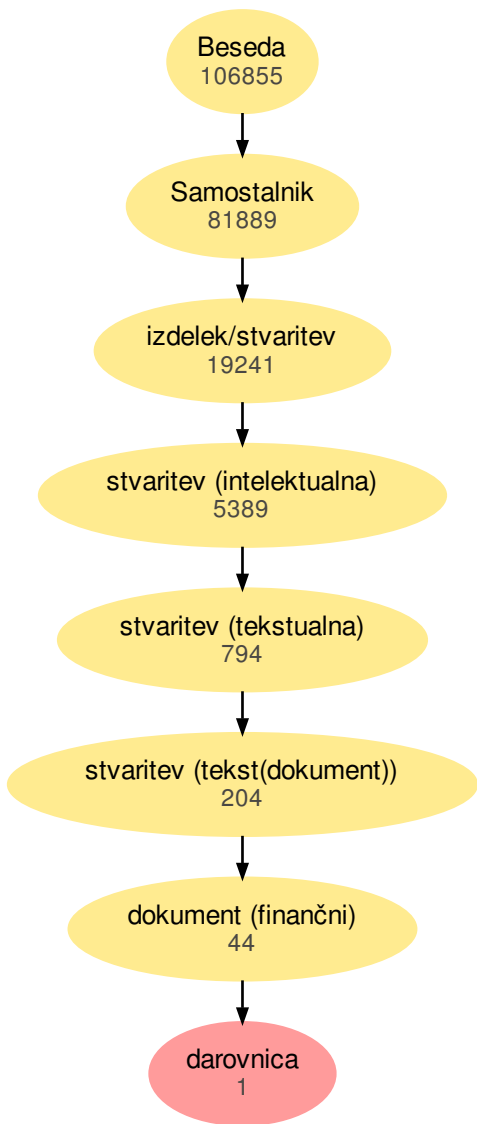 Beseda
106855
Samostalnik
81889
izdelek/stvaritev
19241
stvaritev (intelektualna)
5389
stvaritev (tekstualna)
794
stvaritev (tekst(dokument))
204
dokument (finančni)
44
darovnica
1